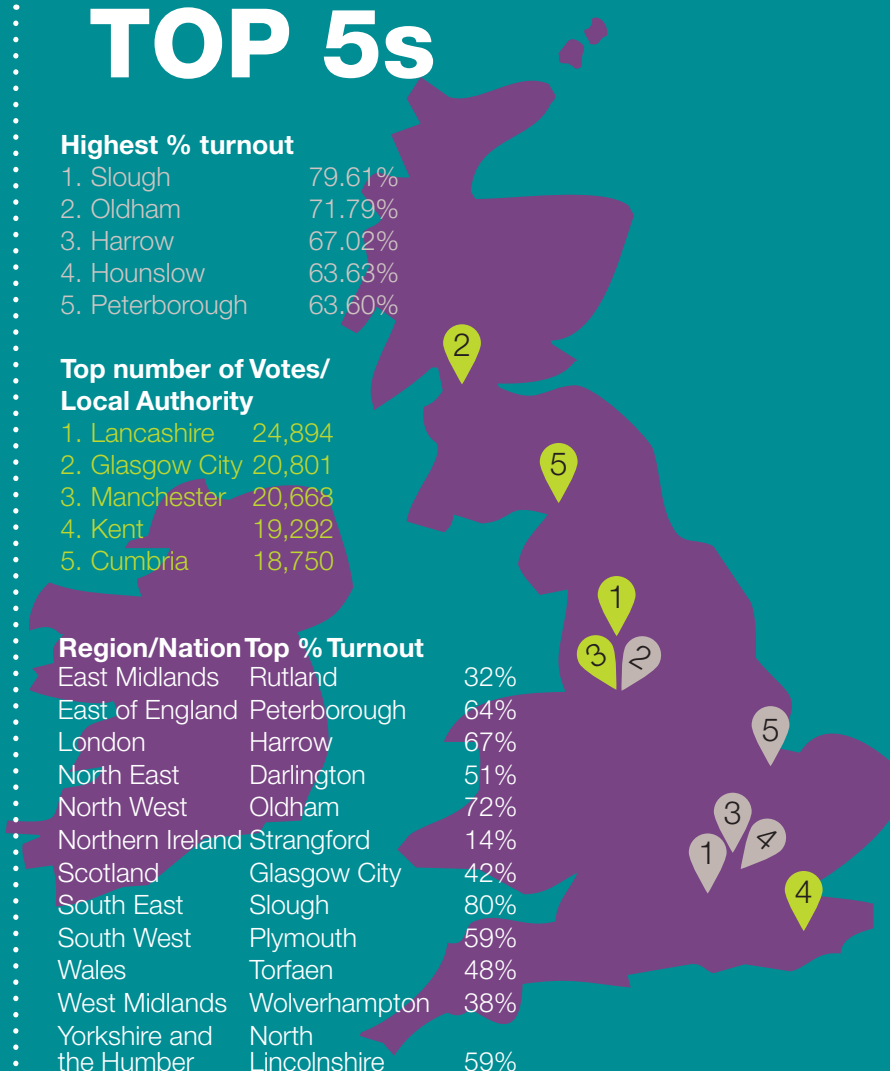 TOP 5s
Highest % turnout
1. Slough 79.61%
2. Oldham 71.79%
3. Harrow 67.02%
4. Hounslow 63.63%
5. Peterborough 63.60%
Top number of Votes/
Local Authority
1. Lancashire 24,894
2. Glasgow City 20,801
3. Manchester 20,668
4. Kent 19,292
5. Cumbria 18,750
Region/Nation Top % Turnout
East Midlands Rutland 32%
East of England Peterborough 64%
London Harrow 67%
North East Darlington 51%
North West Oldham 72%
Northern Ireland Strangford 14%
Scotland Glasgow City 42%
South East Slough 80%
South West Plymouth 59%
Wales Torfaen 48%
West Midlands Wolverhampton 38%
Yorkshire and North
the Humber Lincolnshire 59%
2
5
1
3 2
5
3
4
1
4